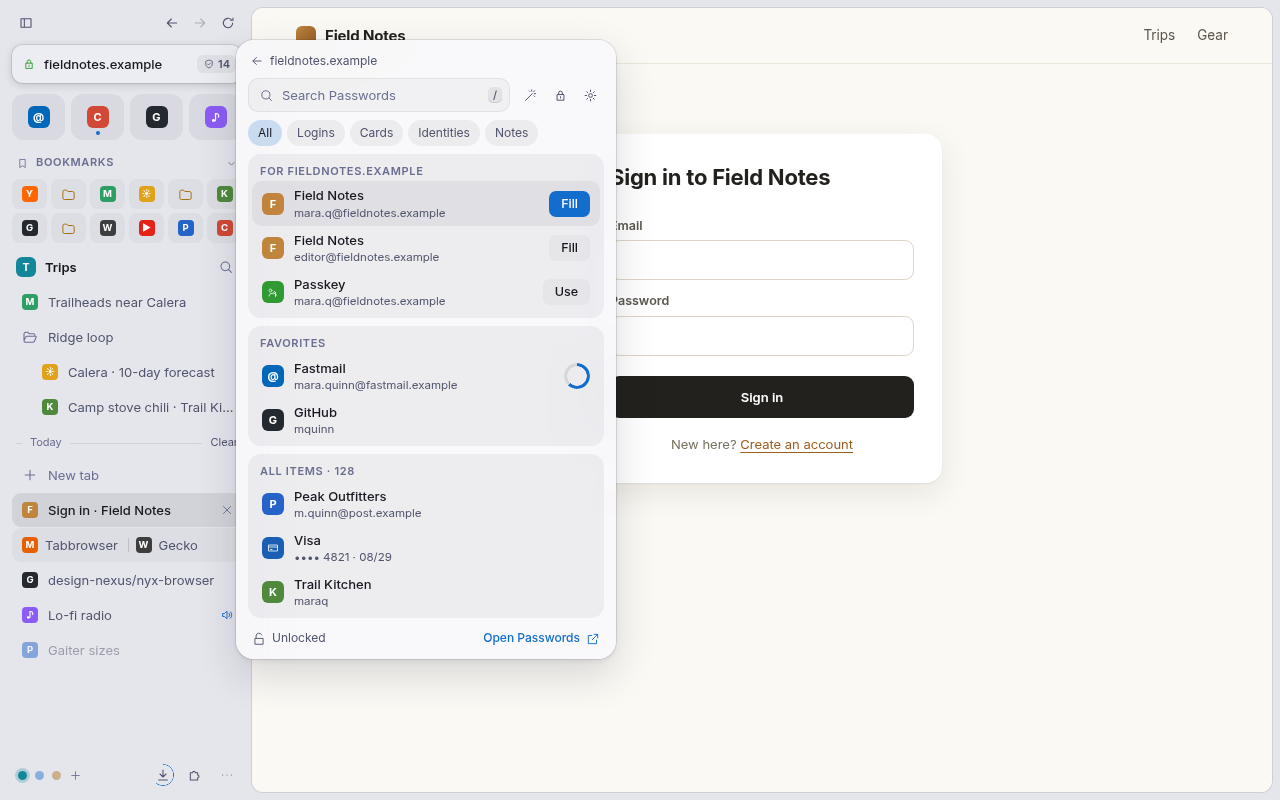 fieldnotes.example
14
@
C
G
BOOKMARKS
Y
M
K
G
W
P
C
T
Trips
M
Trailheads near Calera
Ridge loop
Calera · 10-day forecast
K
Camp stove chili · Trail Ki...
Today
Clear
New tab
F
Sign in · Field Notes
M
Tabbrowser
W
Gecko
G
design-nexus/nyx-browser
Lo-fi radio
P
Gaiter sizes
fieldnotes.example
Search Passwords
/
All
Logins
Cards
Identities
Notes
FOR FIELDNOTES.EXAMPLE
F
Field Notes
mara.q@fieldnotes.example
Fill
F
Field Notes
editor@fieldnotes.example
Fill
Passkey
mara.q@fieldnotes.example
Use
FAVORITES
@
Fastmail
mara.quinn@fastmail.example
G
GitHub
mquinn
ALL ITEMS · 128
P
Peak Outfitters
m.quinn@post.example
Visa
•••• 4821 · 08/29
K
Trail Kitchen
maraq
Unlocked
Open Passwords
Field Notes
Trips
Gear
Sign in to Field Notes
Email
Password
Sign in
New here? Create an account